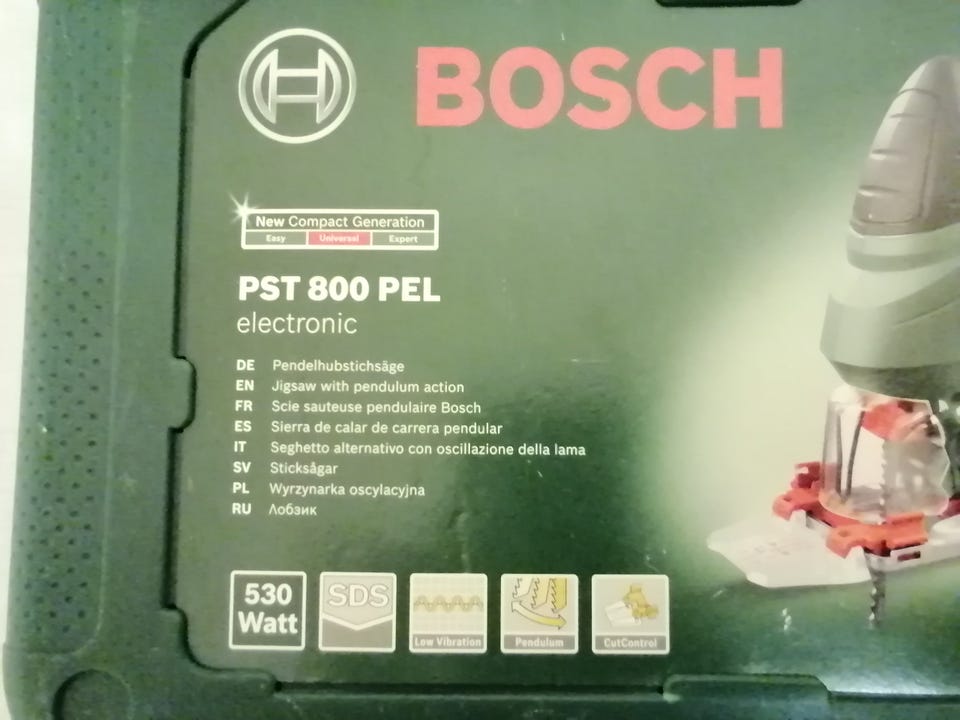 BOSCH
New Compact Generation
Easy Universal Expert
PST 800 PEL
electronic
DE Pendelhubstichsäge
EN Jigsaw with pendulum action
FR Scie sauteuse pendulaire Bosch
ES Sierra de calar de carrera pendular
IT Seghetto alternativo con oscillazione della lama
SV Sticksågar
PL Wyrzynarka oscylacyjna
RU Лобзик
530 Watt
SDS
Low Vibration
Pendulum
CutControl